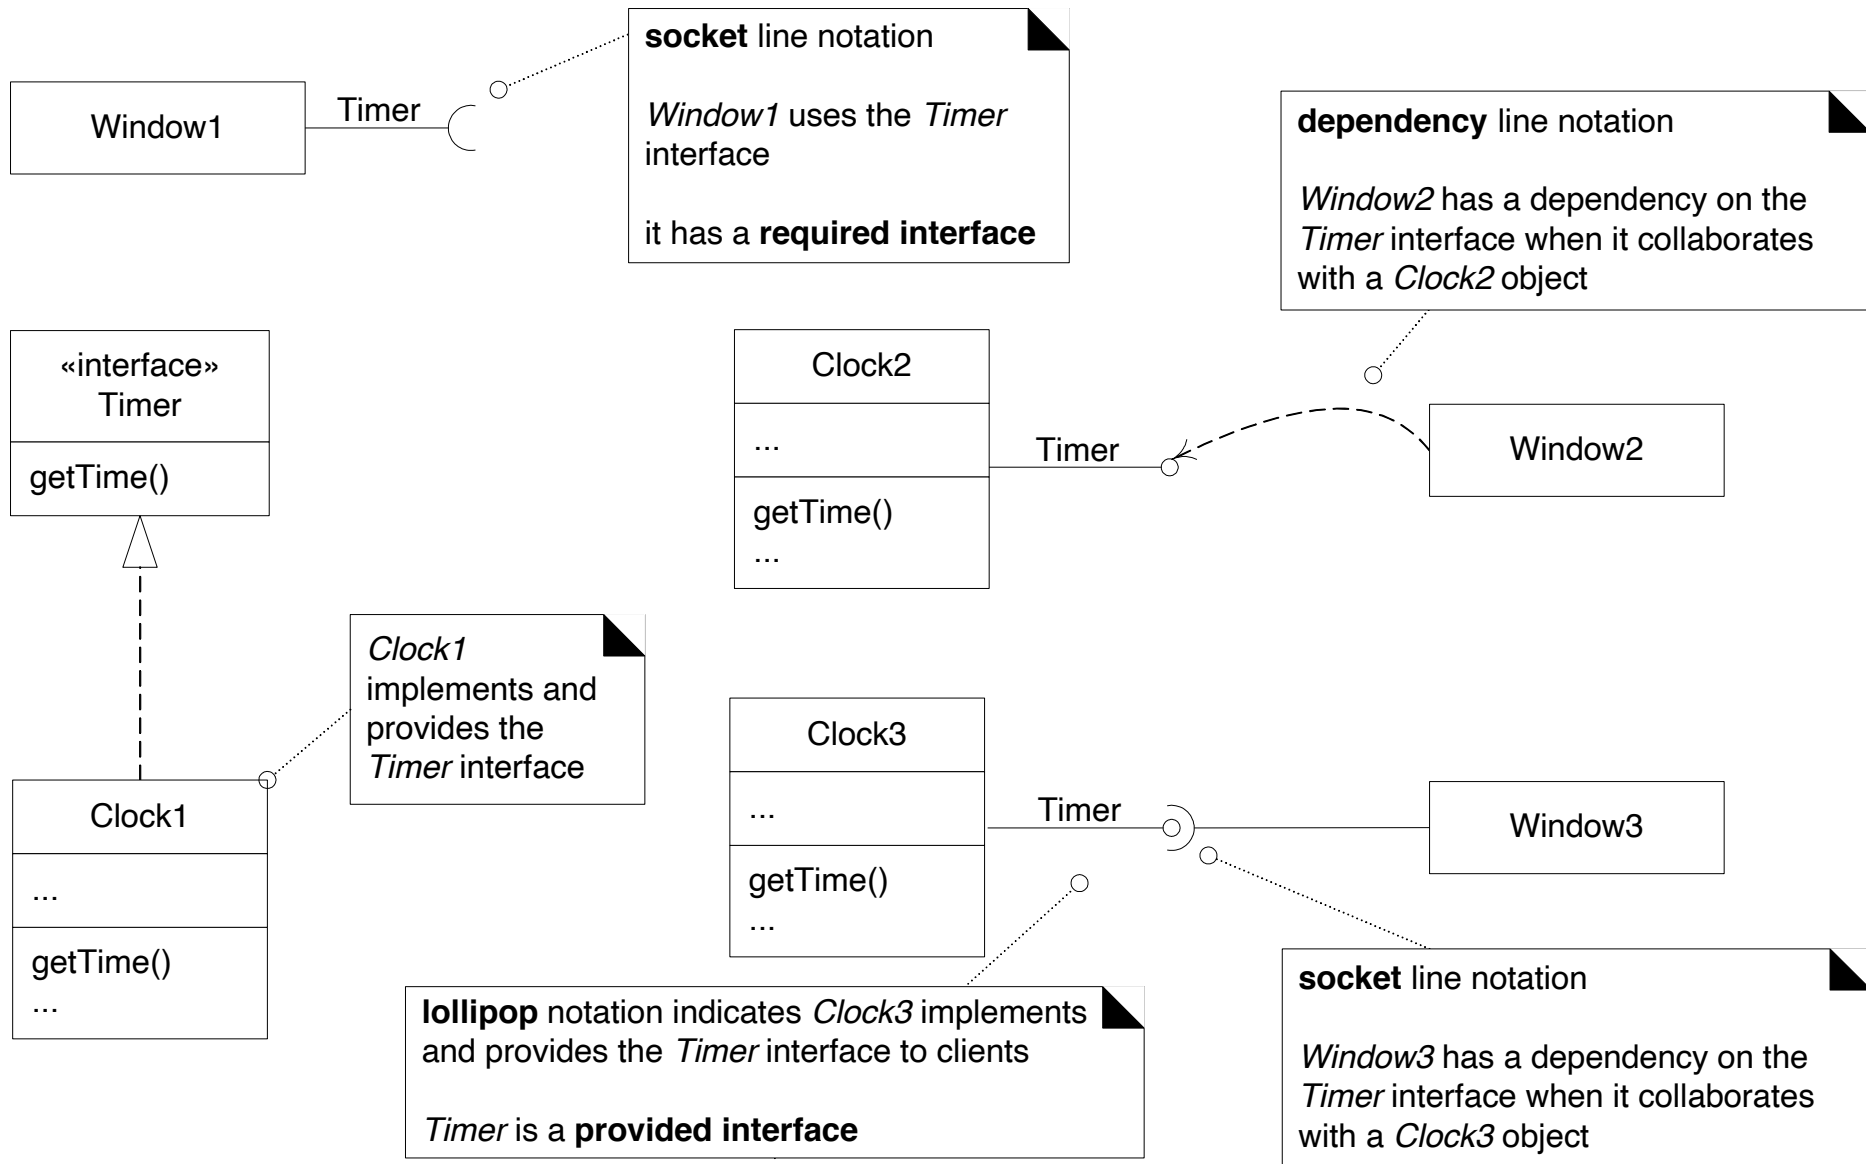 socket line notation
Window1 uses the Timer
interface
it has a required interface
Window1
Timer
dependency line notation
Window2 has a dependency on the
Timer interface when it collaborates
with a Clock2 object
«interface»
Timer
getTime()
Clock2
...
getTime()
...
Timer
Window2
Clock1
implements and
provides the
Timer interface
Clock1
...
getTime()
...
Clock3
...
getTime()
...
Timer
Window3
lollipop notation indicates Clock3 implements
and provides the Timer interface to clients
Timer is a provided interface
socket line notation
Window3 has a dependency on the
Timer interface when it collaborates
with a Clock3 object